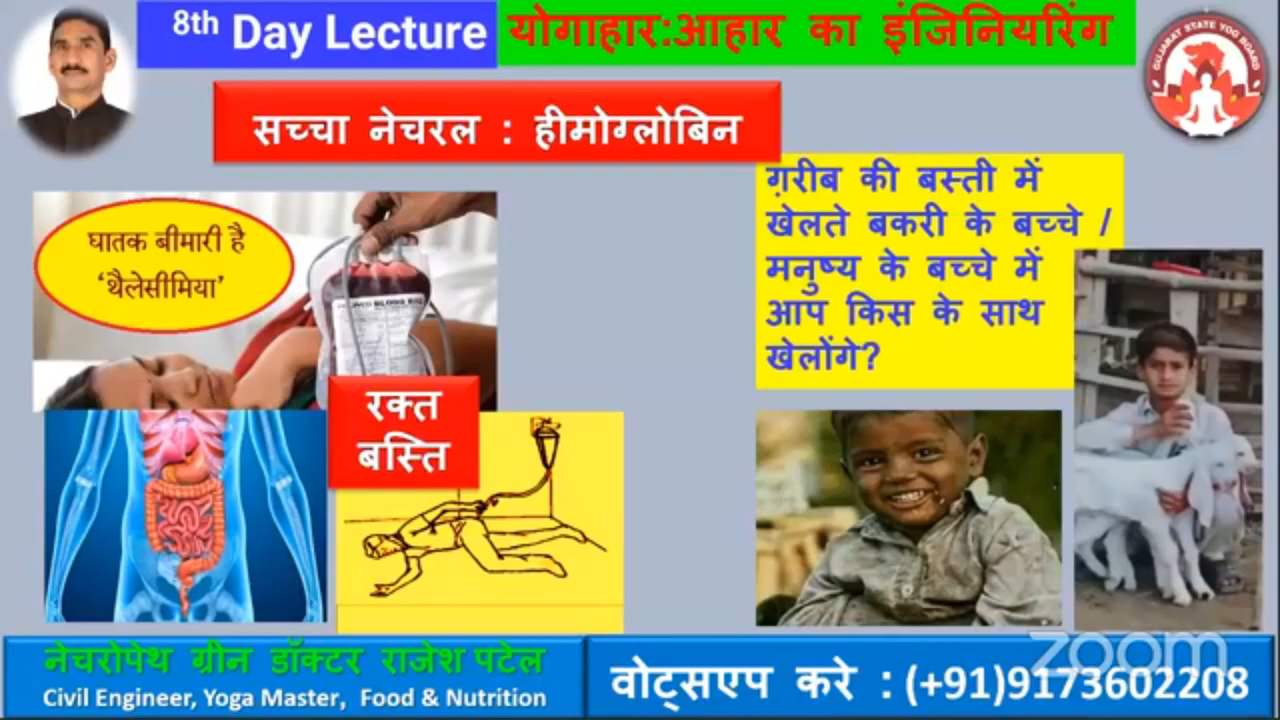 8th Day Lecture
योगाहार:आहार का इंजिनियरिंग
GUJARAT STATE YOG BOARD
सच्चा नेचरल : हीमोग्लोबिन
घातक बीमारी है
‘थैलेसीमिया’
रक्त
बस्ति
ग़रीब की बस्ती में
खेलते बकरी के बच्चे /
मनुष्य के बच्चे में
आप किस के साथ
खेलोंगे?
zoom
नेचरोपेथ ग्रीन डॉक्टर राजेश पटेल
Civil Engineer, Yoga Master, Food & Nutrition
वोट्सएप करे : (+91)9173602208